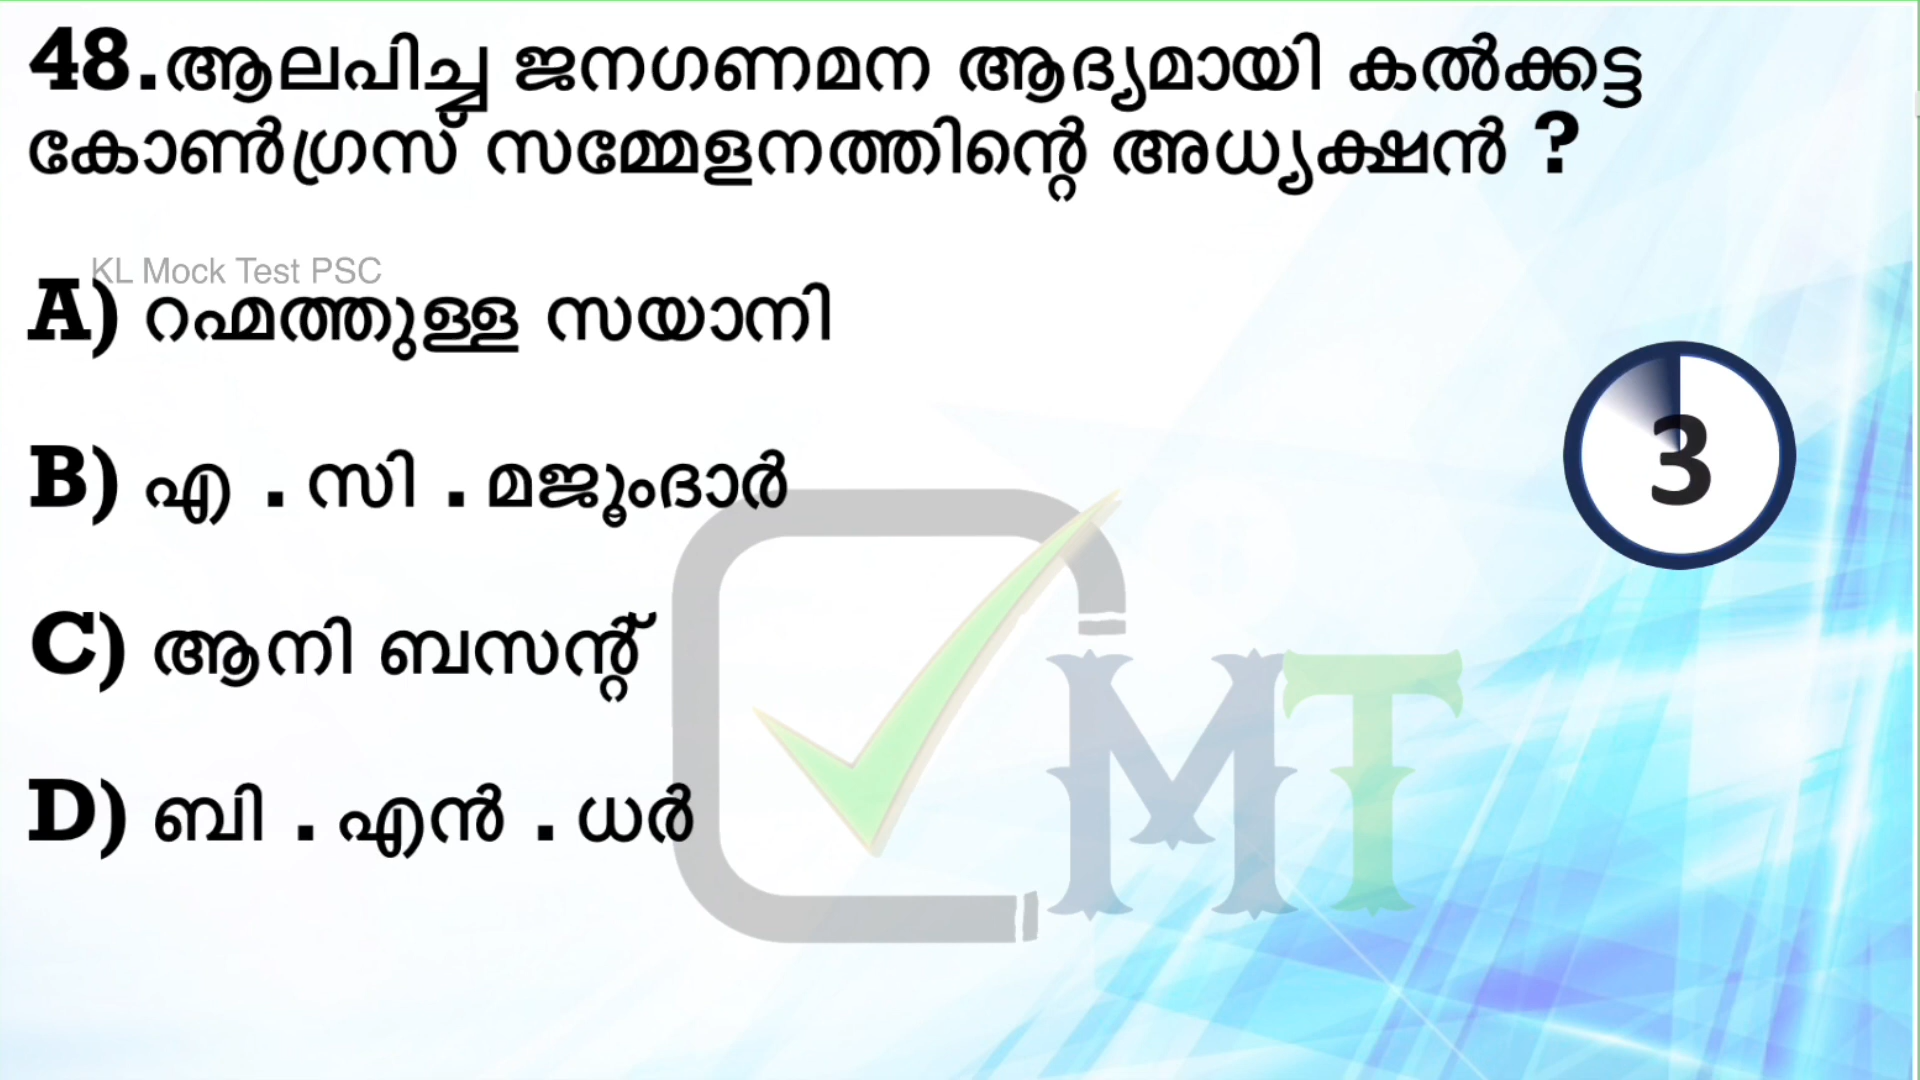 48.ആലപിച്ച ജനഗണമന ആദ്യമായി കൽക്കട്ട
കോൺഗ്രസ് സമ്മേളനത്തിന്റെ അധ്യക്ഷൻ ?
KL Mock Test PSC
A) റഹ്മത്തുള്ള സയാനി
B) എ . സി . മജൂംദാർ
3
C) ആനി ബസന്റ്
MT
D) ബി . എൻ . ധർ